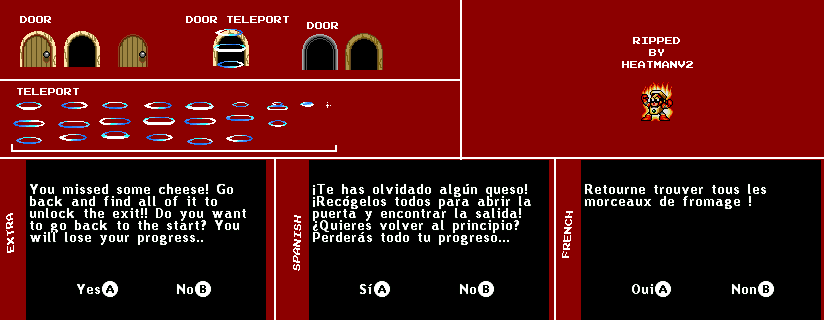 DOOR
DOOR TELEPORT
DOOR
RIPPED
BY
HEATMANV2
TELEPORT
EXTRA
You missed some cheese! Go
back and find all of it to
unlock the exit!! Do you want
to go back to the start? You
will lose your progress..
Yes A
No B
SPANISH
¡Te has olvidado algún queso!
¡Recógelos todos para abrir la
puerta y encontrar la salida!
¿Quieres volver al principio?
Perderás todo tu progreso...
Sí A
No B
FRENCH
Retourne trouver tous les
morceaux de fromage !
Oui A
Non B